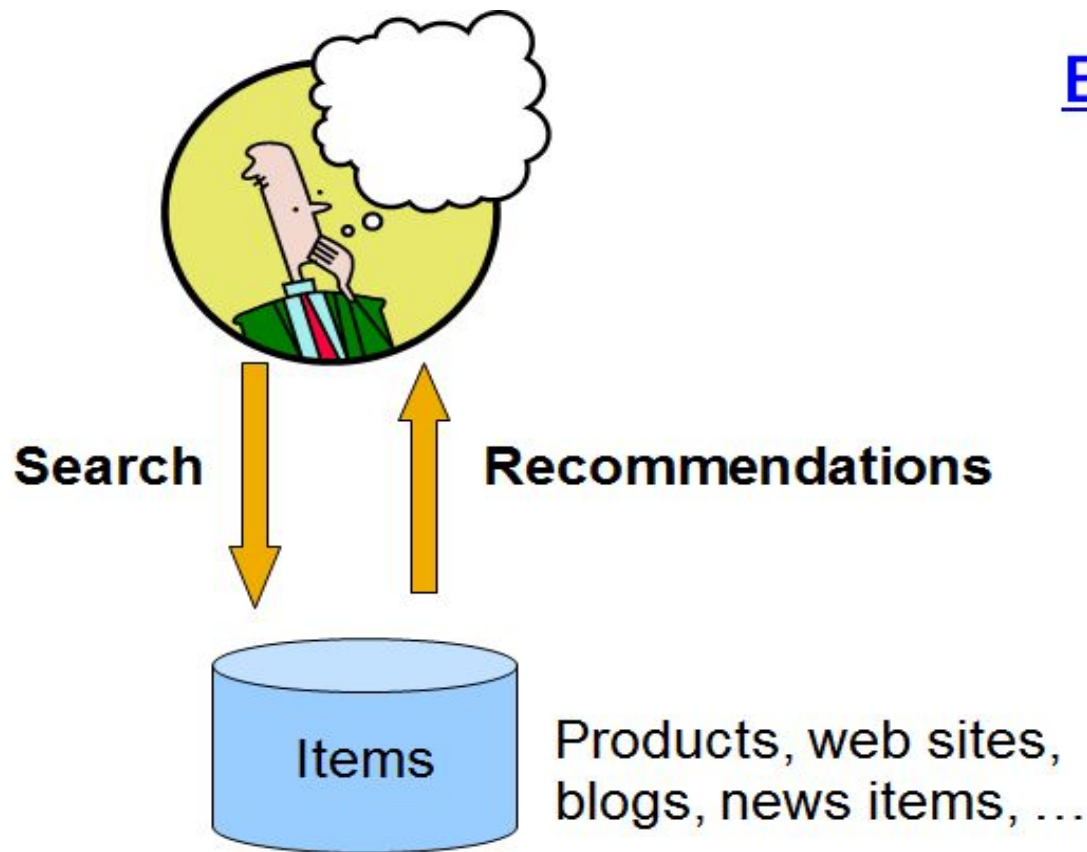 Search
Recommendations
Items
Products, web sites,
blogs, news items, …